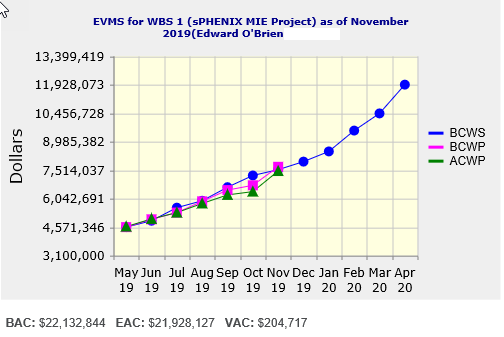 EVMS for WBS 1 (sPHENIX MIE Project) as of November
2019(Edward O'Brien
13,399,419
11,928,073
10,456,728
8,985,382
7,514,037
6,042,691
4,571,346
3,100,000
Dollars
May Jun Jul Aug Sep Oct Nov Dec Jan Feb Mar Apr
19 19 19 19 19 19 19 19 20 20 20 20
BCWS
BCWP
ACWP
BAC: $22,132,844 EAC: $21,928,127 VAC: $204,717